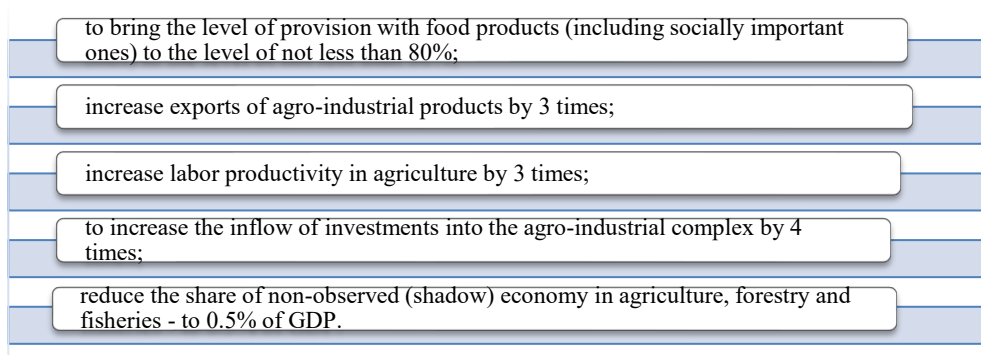 to bring the level of provision with food products (including socially important
ones) to the level of not less than 80%;
increase exports of agro-industrial products by 3 times;
increase labor productivity in agriculture by 3 times;
to increase the inflow of investments into the agro-industrial complex by 4
times;
reduce the share of non-observed (shadow) economy in agriculture, forestry and
fisheries - to 0.5% of GDP.